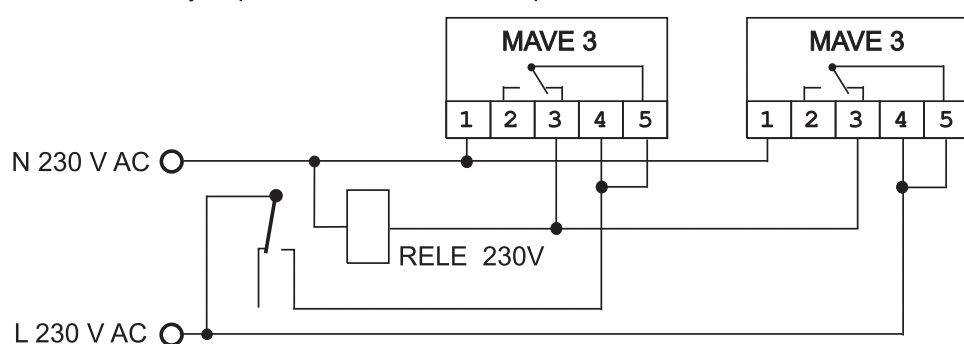 MAVE 3 MAVE 3
1 2 3 4 5 1 2 3 4 5
N 230 V AC
RELE 230V
L 230 V AC